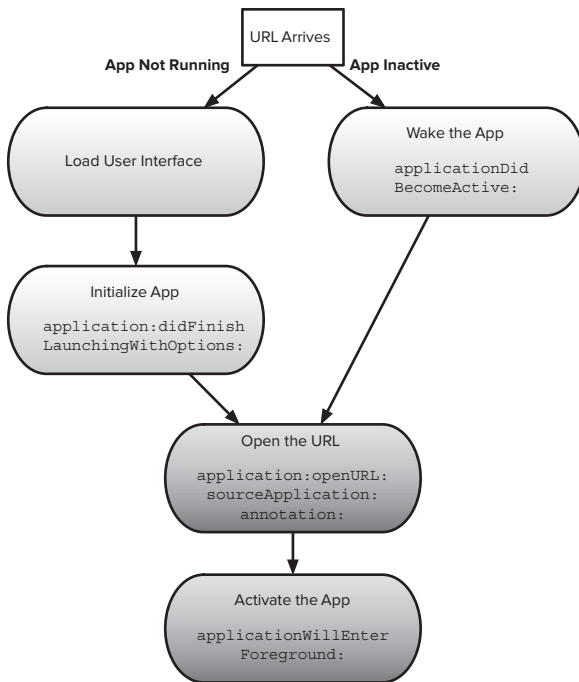 URL Arrives
App Not Running
App Inactive
Load User Interface
Wake the App
applicationDid
BecomeActive:
Initialize App
application:didFinish
LaunchingWithOptions:
Open the URL
application:openURL:
sourceApplication:
annotation:
Activate the App
applicationWillEnter
Foreground: